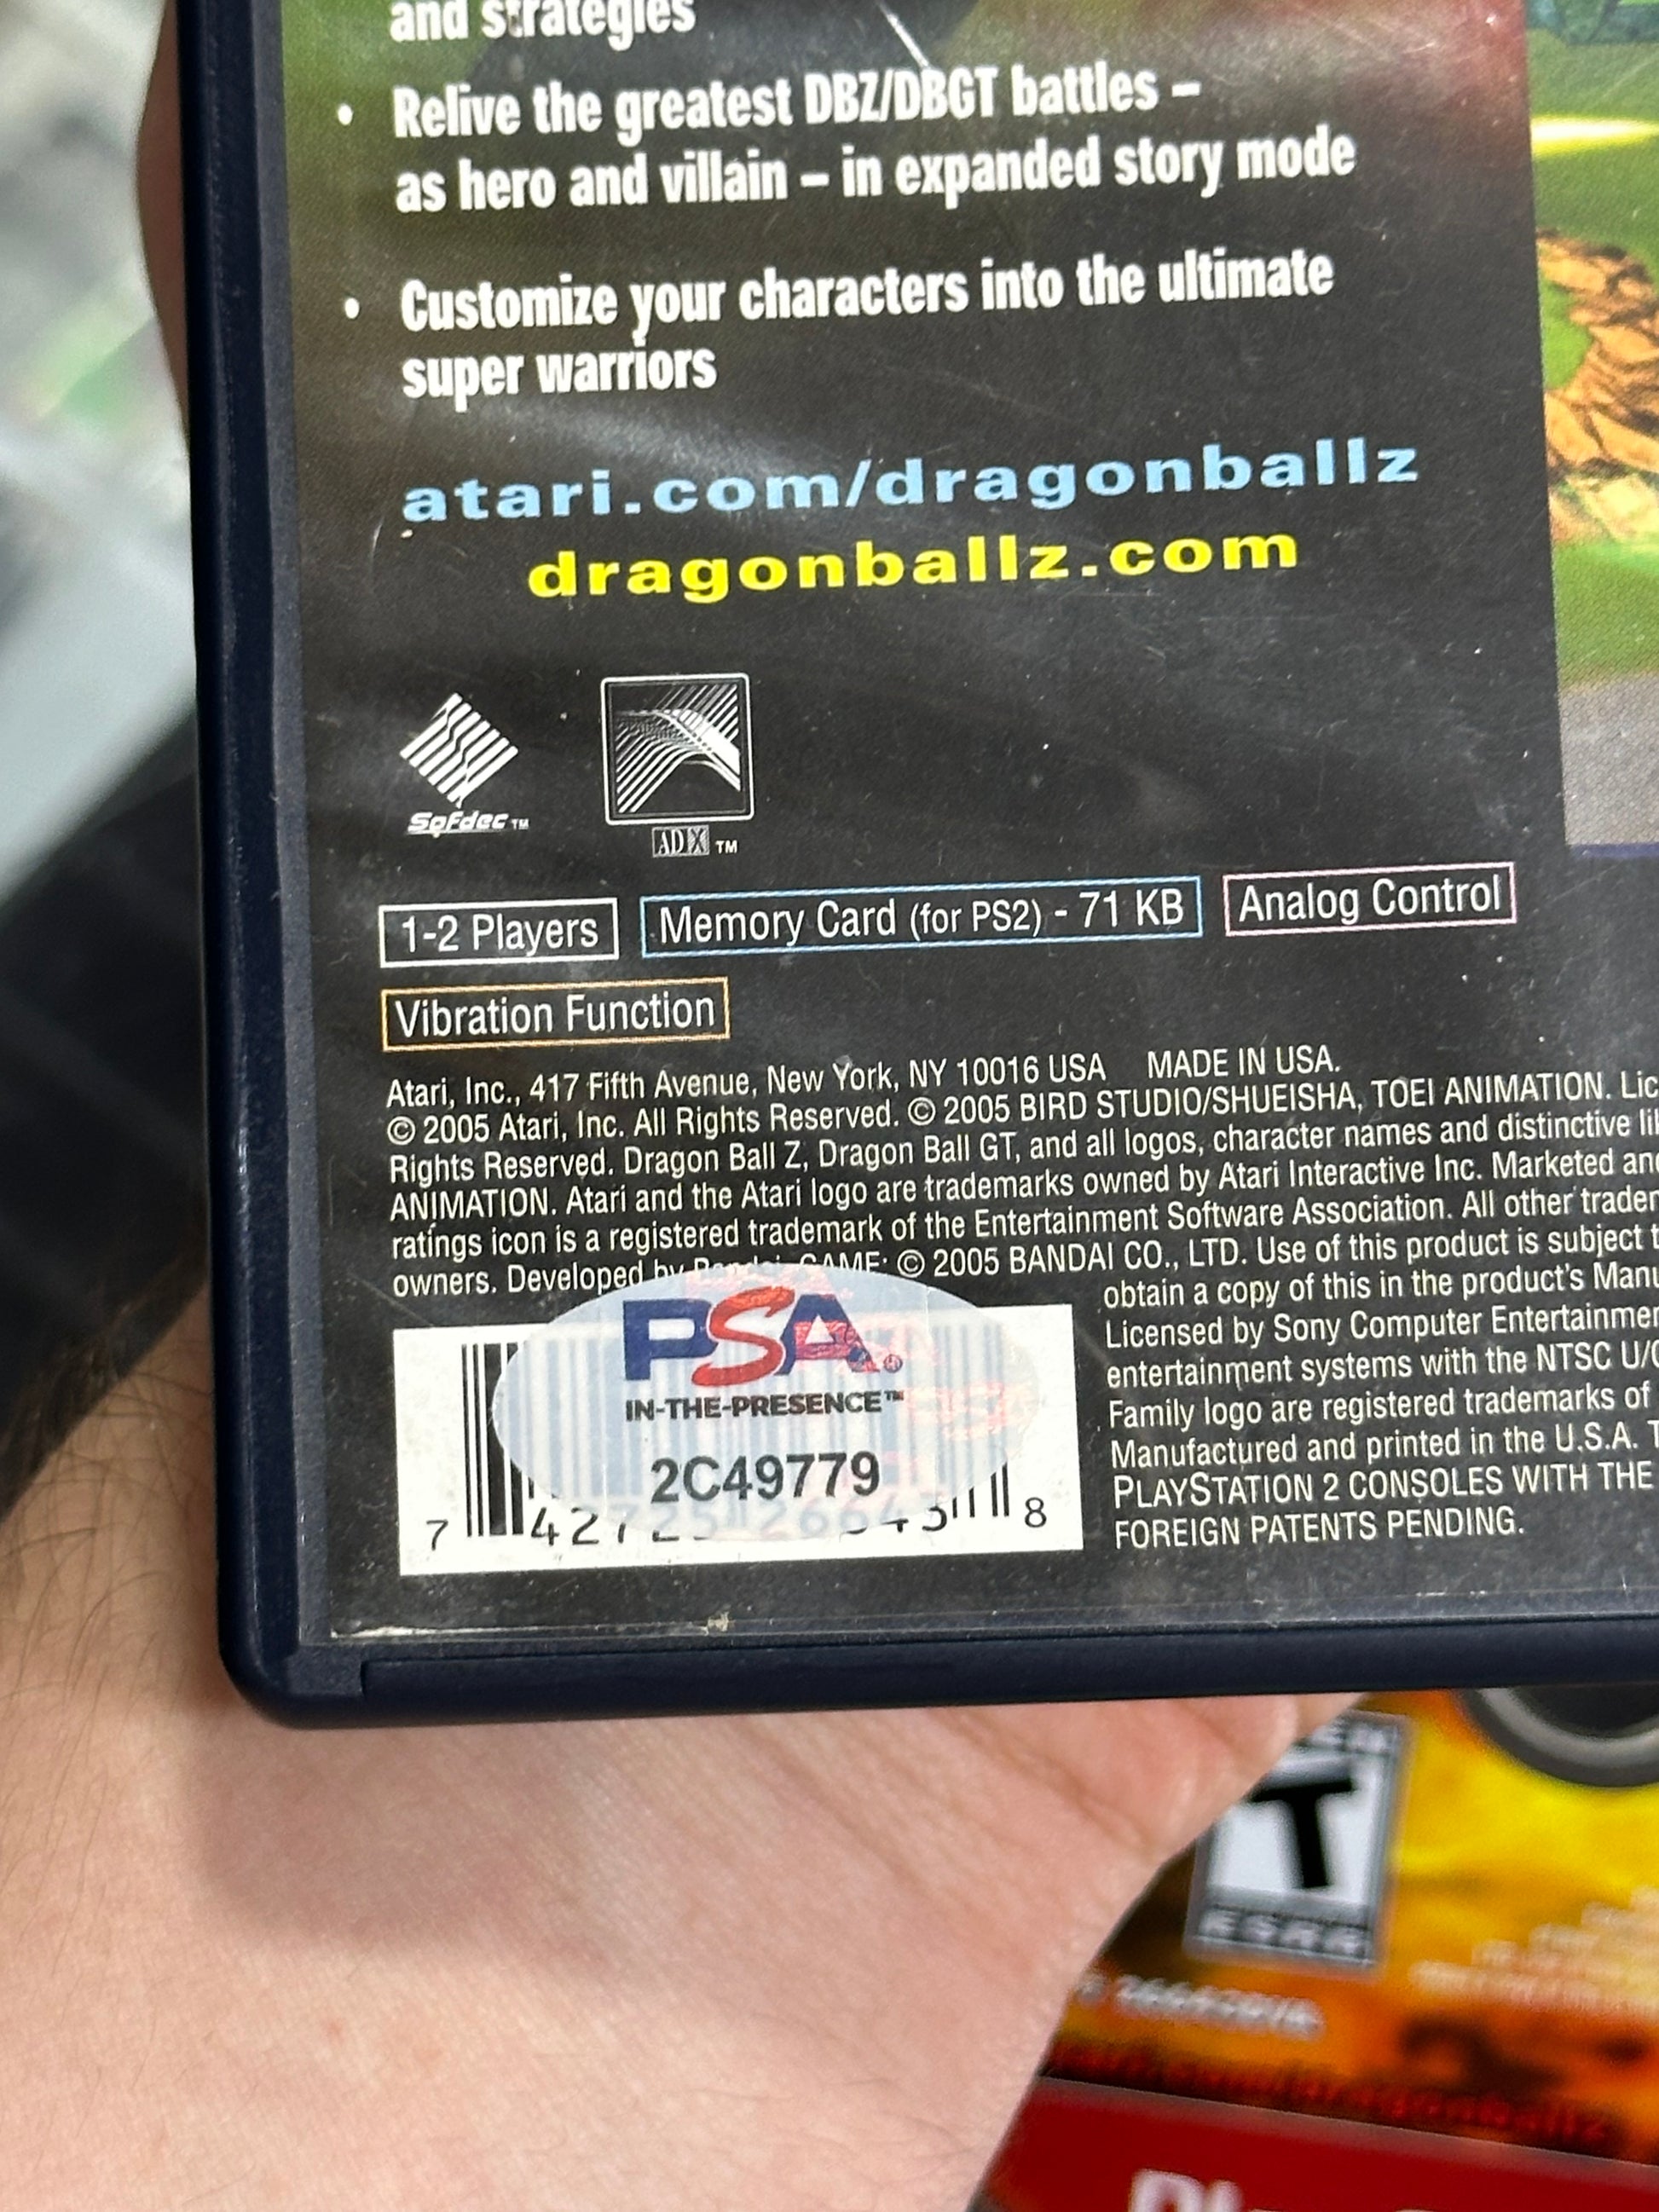 and strategies
• Relive the greatest DBZ/DBGT battles –
as hero and villain – in expanded story mode
• Customize your characters into the ultimate
super warriors
atari.com/dragonballz
dragonballz.com
Sofdec™
ADX ™
1-2 Players Memory Card (for PS2) - 71 KB Analog Control
Vibration Function
Atari, Inc., 417 Fifth Avenue, New York, NY 10016 USA MADE IN USA.
© 2005 Atari, Inc. All Rights Reserved. © 2005 BIRD STUDIO/SHUEISHA, TOEI ANIMATION. Lic
Rights Reserved. Dragon Ball Z, Dragon Ball GT, and all logos, character names and distinctive
ANIMATION. Atari and the Atari logo are trademarks owned by Atari Interactive Inc. Marketed
ratings icon is a registered trademark of the Entertainment Software Association. All other
owners. Developed by GAME: © 2005 BANDAI CO., LTD. Use of this product is subject
obtain a copy of this in the product's
Licensed by Sony Computer
entertainment systems with the NTSC
Family logo are registered trademarks of
Manufactured and printed in the U.S.A.
PLAYSTATION 2 CONSOLES WITH THE
FOREIGN PATENTS PENDING.
PSA®
IN-THE-PRESENCE™
2C49779
7 8
T
ESRB